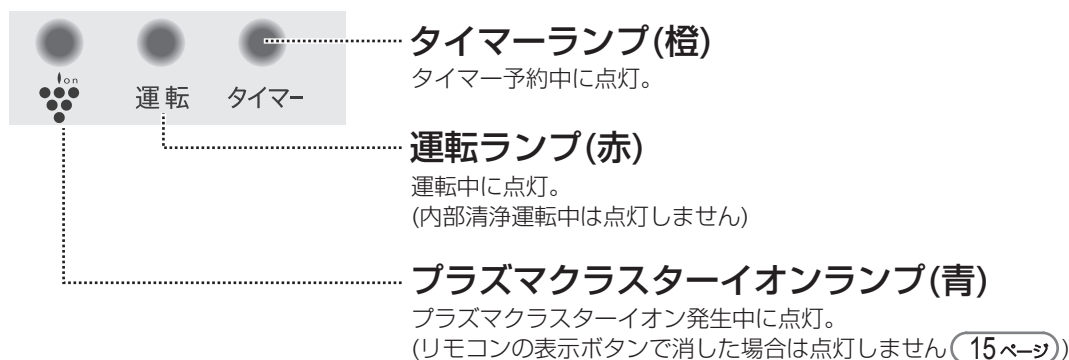 タイマーランプ(橙)
タイマー予約中に点灯。
ion
運転 タイマー
運転ランプ(赤)
運転中に点灯。
(内部清浄運転中は点灯しません)
プラズマクラスターイオンランプ(青)
プラズマクラスターイオン発生中に点灯。
(リモコンの表示ボタンで消した場合は点灯しません(15ページ))